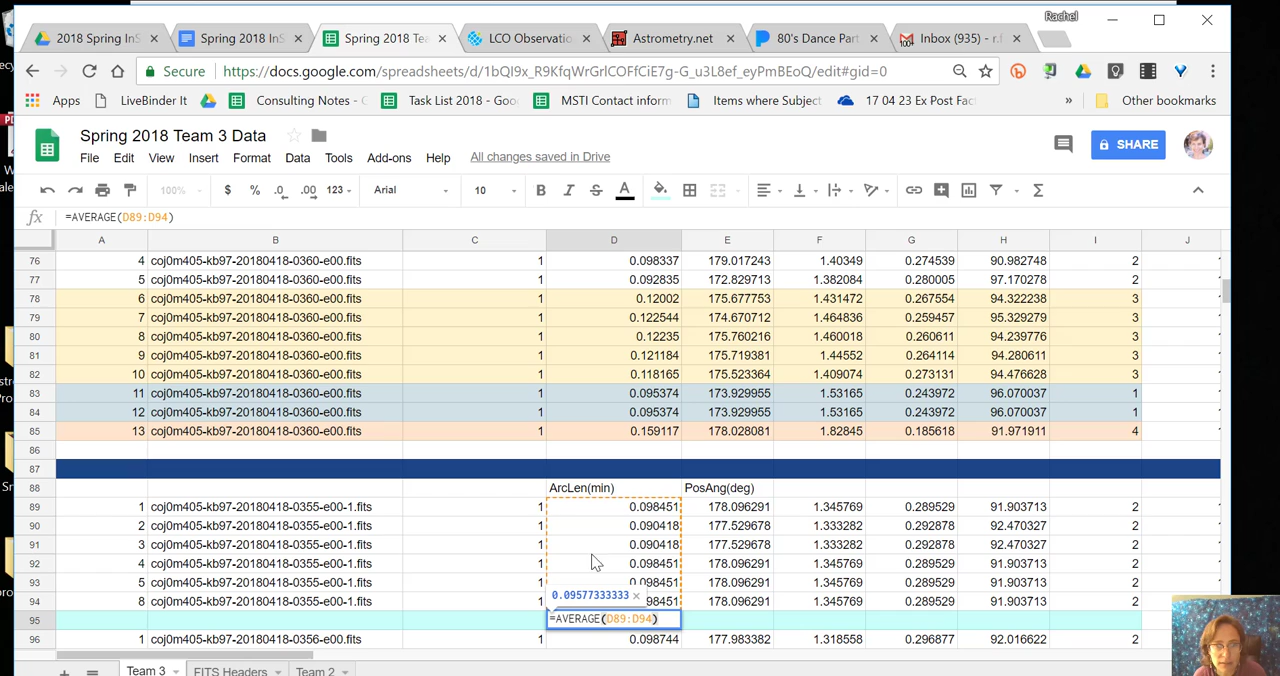 Rachel
2018 Spring InS
Spring 2018 InS
Spring 2018 Tea
LCO Observatio
Astrometry.net
80's Dance Part
Inbox (935) - r.f
Secure https://docs.google.com/spreadsheets/d/1bQI9x_R9KfqWrGrlCOFfCiE7g-G_u3L8ef_eyPmBEoQ/edit#gid=0
Apps LiveBinder It Consulting Notes - C Task List 2018 - Goo MSTI Contact inform Items where Subject 17 04 23 Ex Post Fac » Other bookmarks
Spring 2018 Team 3 Data
SHARE
File Edit View Insert Format Data Tools Add-ons Help All changes saved in Drive
100% $ % .0 .00 123 Arial 10 B I S A
fx =AVERAGE(D89:D94)
A B C D E F G H I J
76 4 coj0m405-kb97-20180418-0360-e00.fits 1 0.098337 179.017243 1.40349 0.274539 90.982748 2
77 5 coj0m405-kb97-20180418-0360-e00.fits 1 0.092835 172.829713 1.382084 0.280005 97.170278 2
78 6 coj0m405-kb97-20180418-0360-e00.fits 1 0.12002 175.677753 1.431472 0.267554 94.322238 3
79 7 coj0m405-kb97-20180418-0360-e00.fits 1 0.122544 174.670712 1.464836 0.259457 95.329279 3
80 8 coj0m405-kb97-20180418-0360-e00.fits 1 0.12235 175.760216 1.460018 0.260611 94.239776 3
81 9 coj0m405-kb97-20180418-0360-e00.fits 1 0.121184 175.719381 1.44552 0.264114 94.280611 3
82 10 coj0m405-kb97-20180418-0360-e00.fits 1 0.118165 175.523364 1.409074 0.273131 94.476628 3
83 11 coj0m405-kb97-20180418-0360-e00.fits 1 0.095374 173.929955 1.53165 0.243972 96.070037 1
84 12 coj0m405-kb97-20180418-0360-e00.fits 1 0.095374 173.929955 1.53165 0.243972 96.070037 1
85 13 coj0m405-kb97-20180418-0360-e00.fits 1 0.159117 178.028081 1.82845 0.185618 91.971911 4
86
87
88 ArcLen(min) PosAng(deg)
89 1 coj0m405-kb97-20180418-0355-e00-1.fits 1 0.098451 178.096291 1.345769 0.289529 91.903713 2
90 2 coj0m405-kb97-20180418-0355-e00-1.fits 1 0.090418 177.529678 1.333282 0.292878 92.470327 2
91 3 coj0m405-kb97-20180418-0355-e00-1.fits 1 0.090418 177.529678 1.333282 0.292878 92.470327 2
92 4 coj0m405-kb97-20180418-0355-e00-1.fits 1 0.098451 178.096291 1.345769 0.289529 91.903713 2
93 5 coj0m405-kb97-20180418-0355-e00-1.fits 1 0.098451 178.096291 1.345769 0.289529 91.903713 2
0.09577333333 ×
94 8 coj0m405-kb97-20180418-0355-e00-1.fits 1 98451 178.096291 1.345769 0.289529 91.903713 2
95 =AVERAGE(D89:D94)
96 1 coj0m405-kb97-20180418-0356-e00.fits 1 0.098744 177.983382 1.318558 0.296877 92.016622 2
Team 3 FITS Headers Team 2